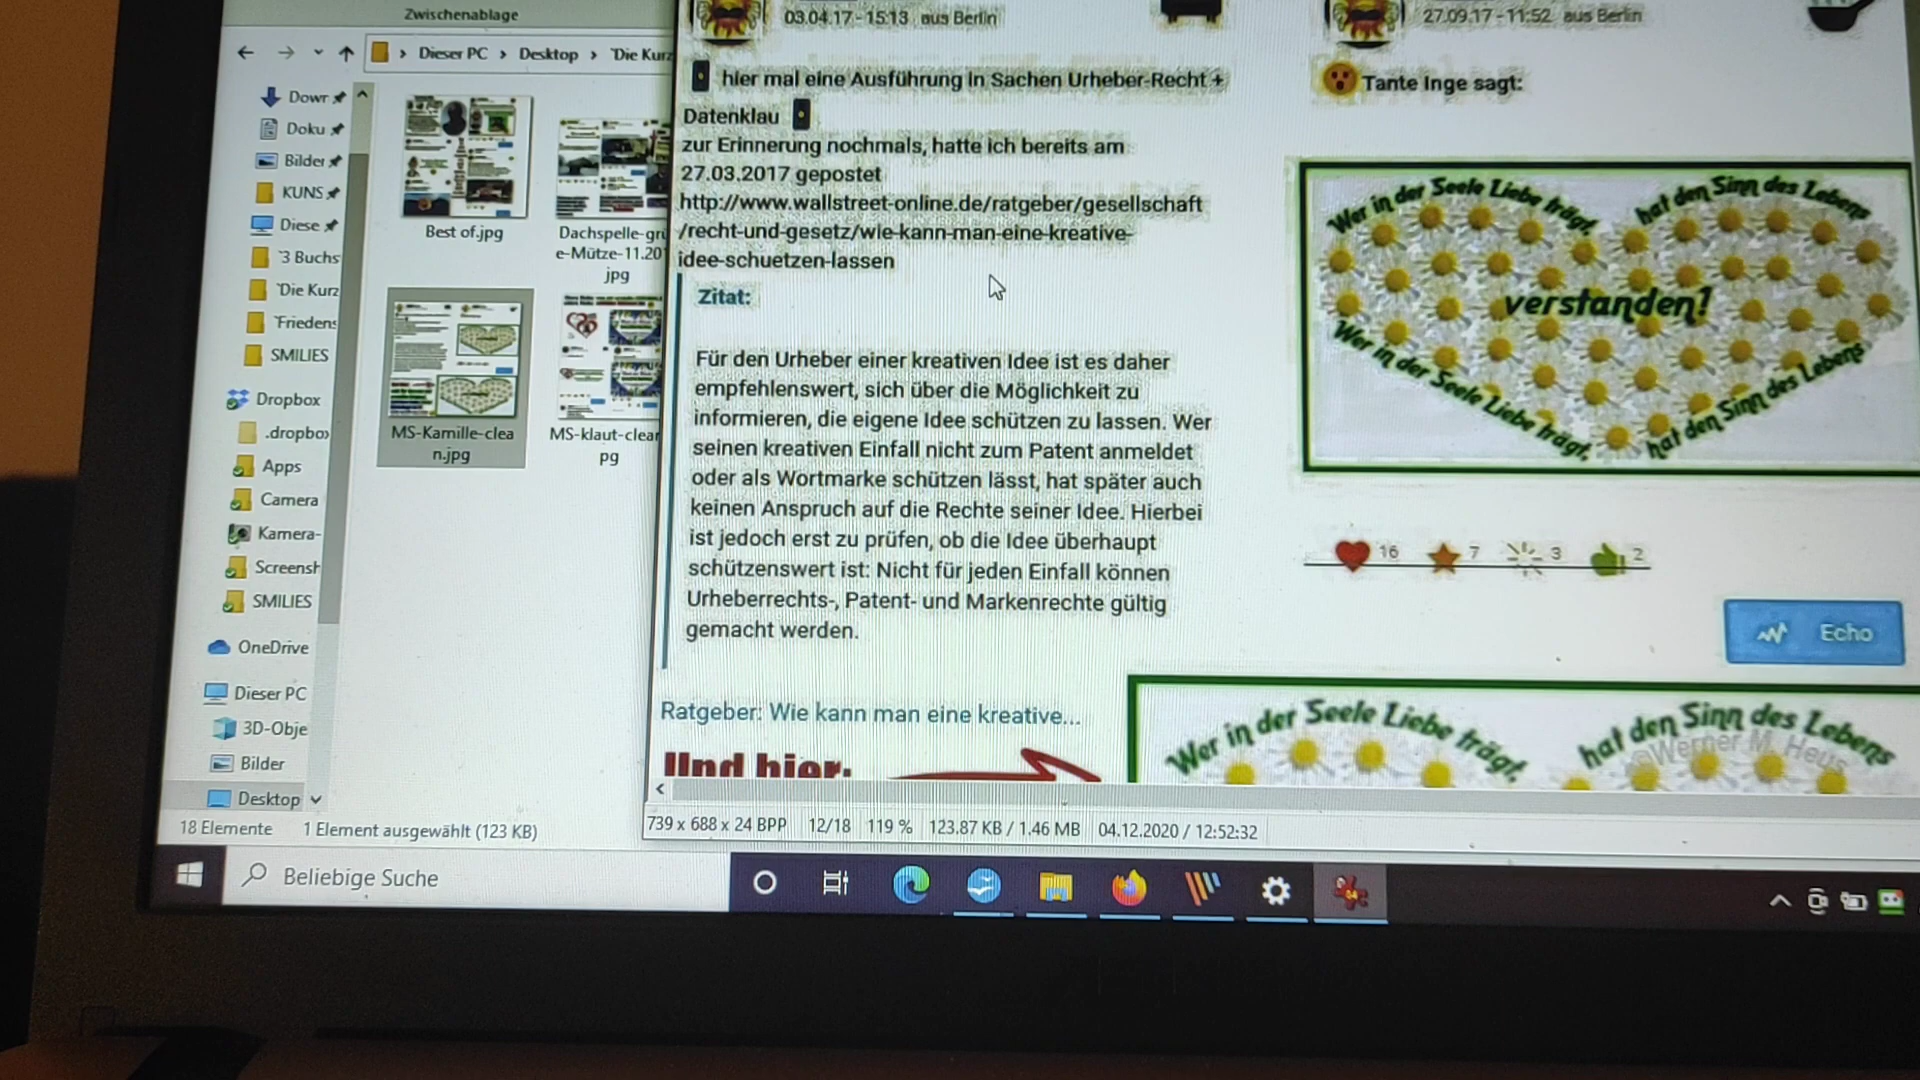 Zwischenablage
Dieser PC > Desktop > 'Die Kurz
Dowr
Doku
Bilder
KUNS
Diese
'3 Buchs
'Die Kurz
'Friedens
SMILIES
Dropbox
.dropbox
Apps
Camera
Kamera-
Screensh
SMILIES
OneDrive
Dieser PC
3D-Obje
Bilder
Desktop
Best of.jpg
Dachspelle-grü
e-Mütze-11.20
jpg
MS-Kamille-clea
n.jpg
MS-klaut-clear
pg
18 Elemente 1 Element ausgewählt (123 KB)
03.04.17 - 15:13 aus Berlin
hier mal eine Ausführung in Sachen Urheber-Recht +
Datenklau
zur Erinnerung nochmals, hatte ich bereits am
27.03.2017 gepostet
http://www.wallstreet-online.de/ratgeber/gesellschaft
/recht-und-gesetz/wie-kann-man-eine-kreative-
idee-schuetzen-lassen
Zitat:
Für den Urheber einer kreativen Idee ist es daher
empfehlenswert, sich über die Möglichkeit zu
informieren, die eigene Idee schützen zu lassen. Wer
seinen kreativen Einfall nicht zum Patent anmeldet
oder als Wortmarke schützen lässt, hat später auch
keinen Anspruch auf die Rechte seiner Idee. Hierbei
ist jedoch erst zu prüfen, ob die Idee überhaupt
schützenswert ist: Nicht für jeden Einfall können
Urheberrechts-, Patent- und Markenrechte gültig
gemacht werden.
Ratgeber: Wie kann man eine kreative...
Und hier.
27.09.17 - 11:52 aus Berlin
Tante Inge sagt:
Wer in der Seele Liebe trägt, hat den Sinn des Lebens
verstanden!
Wer in der Seele Liebe trägt, hat den Sinn des Lebens
16 7 3 2
Echo
Wer in der Seele Liebe trägt, hat den Sinn des Lebens
©Werner M. Heus
739 x 688 x 24 BPP 12/18 119 % 123.87 KB / 1.46 MB 04.12.2020 / 12:52:32
Beliebige Suche